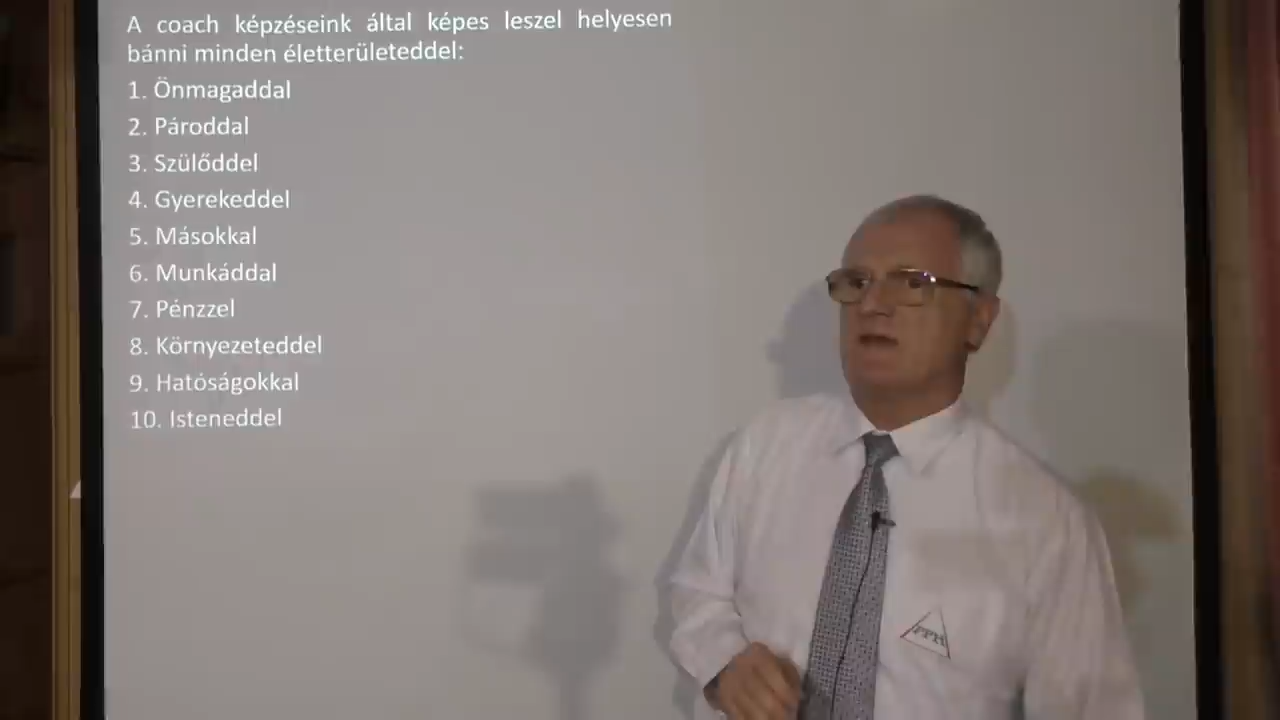 A coach képzéseink által képes leszel helyesen
bánni minden életterületeddel:
1. Önmagaddal
2. Pároddal
3. Szülőddel
4. Gyerekeddel
5. Másokkal
6. Munkáddal
7. Pénzzel
8. Környezeteddel
9. Hatóságokkal
10. Isteneddel